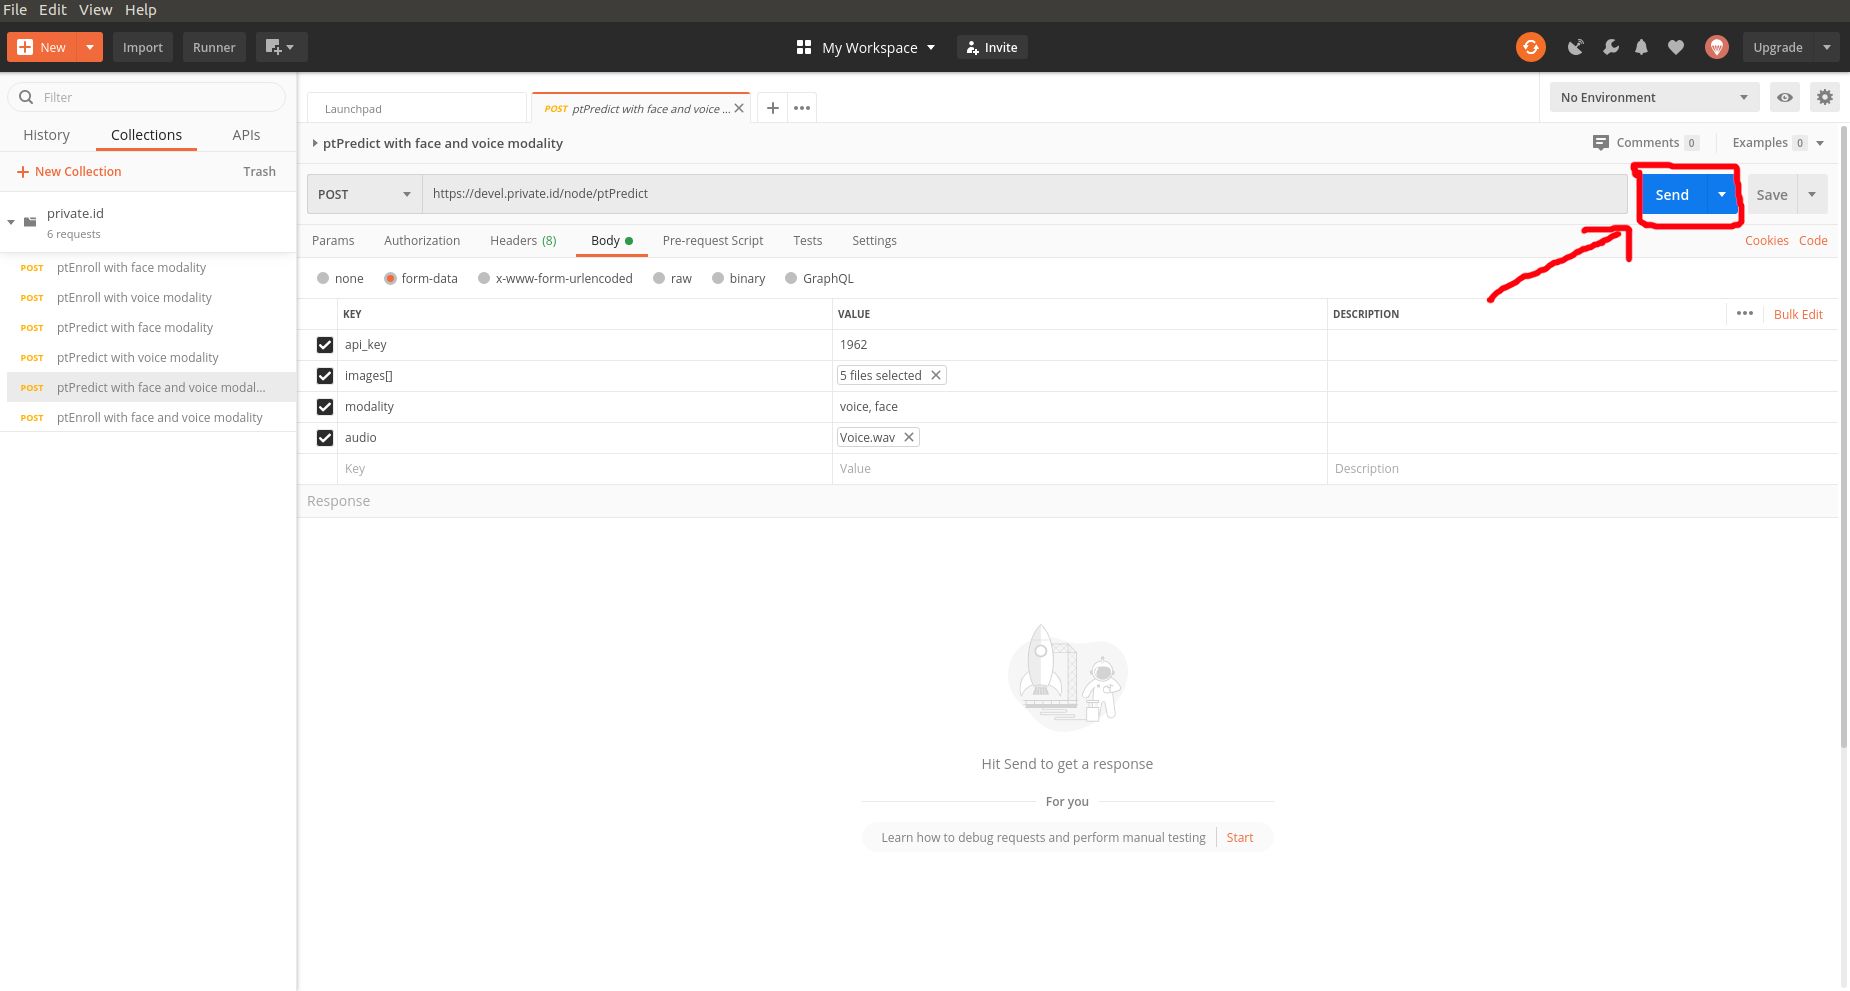 File Edit View Help
New Import Runner My Workspace Invite Upgrade
Filter
History Collections APIs
New Collection Trash
private.id
6 requests
POST ptEnroll with face modality
POST ptEnroll with voice modality
POST ptPredict with face modality
POST ptPredict with voice modality
POST ptPredict with face and voice modal...
POST ptEnroll with face and voice modality
Launchpad POST ptPredict with face and voice ... No Environment
ptPredict with face and voice modality Comments 0 Examples 0
POST https://devel.private.id/node/ptPredict Send Save
Params Authorization Headers (8) Body Pre-request Script Tests Settings Cookies Code
none form-data x-www-form-urlencoded raw binary GraphQL
KEY VALUE DESCRIPTION Bulk Edit
api_key 1962
images[] 5 files selected
modality voice, face
audio Voice.wav
Key Value Description
Response
Hit Send to get a response
For you
Learn how to debug requests and perform manual testing Start